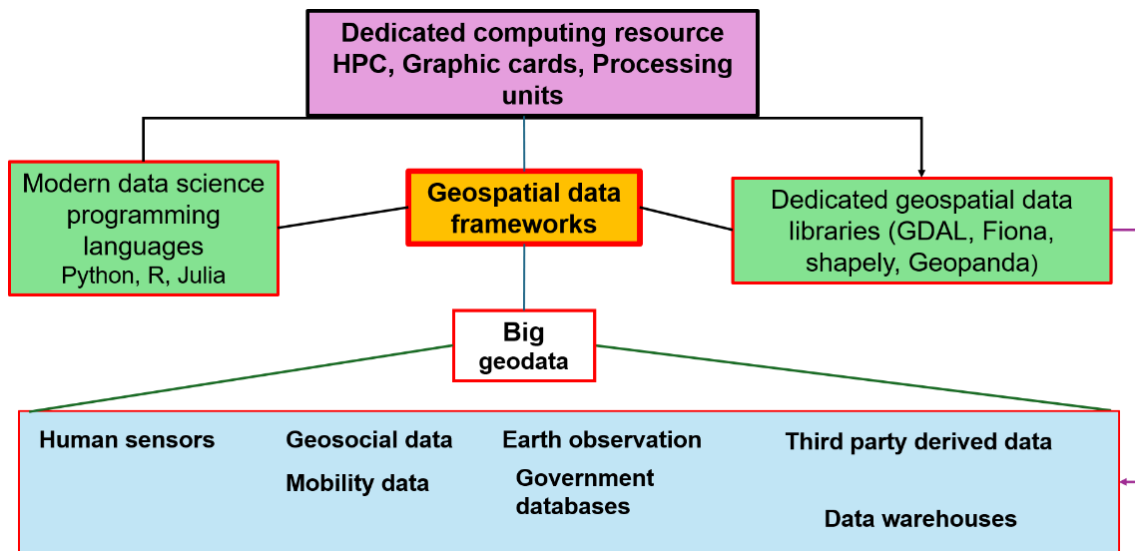 Dedicated computing resource
HPC, Graphic cards, Processing
units
Modern data science
programming
languages
Python, R, Julia
Geospatial data
frameworks
Dedicated geospatial data
libraries (GDAL, Fiona,
shapely, Geopanda)
Big
geodata
Human sensors
Geosocial data
Mobility data
Earth observation
Government
databases
Third party derived data
Data warehouses